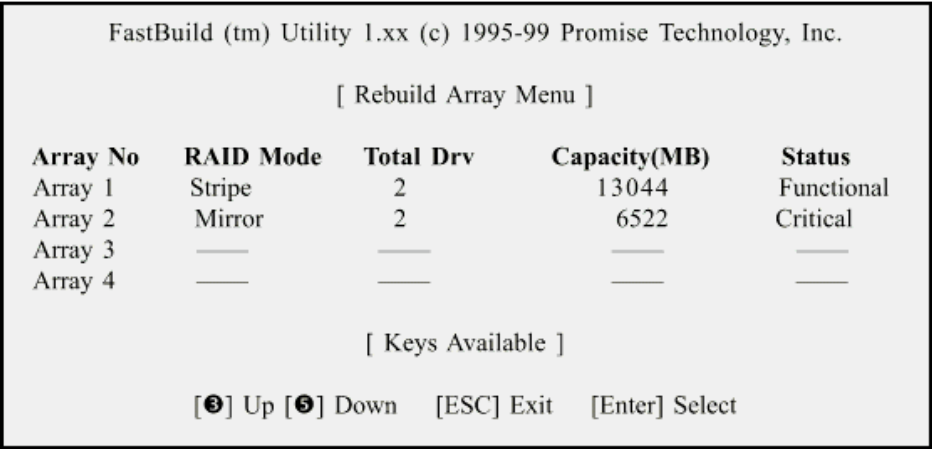 FastBuild (tm) Utility 1.xx (c) 1995-99 Promise Technology, Inc.
[ Rebuild Array Menu ]
Array No RAID Mode Total Drv Capacity(MB) Status
Array 1 Stripe 2 13044 Functional
Array 2 Mirror 2 6522 Critical
Array 3 —— —— —— ——
Array 4 —— —— —— ——
[ Keys Available ]
[❸] Up [❺] Down [ESC] Exit [Enter] Select